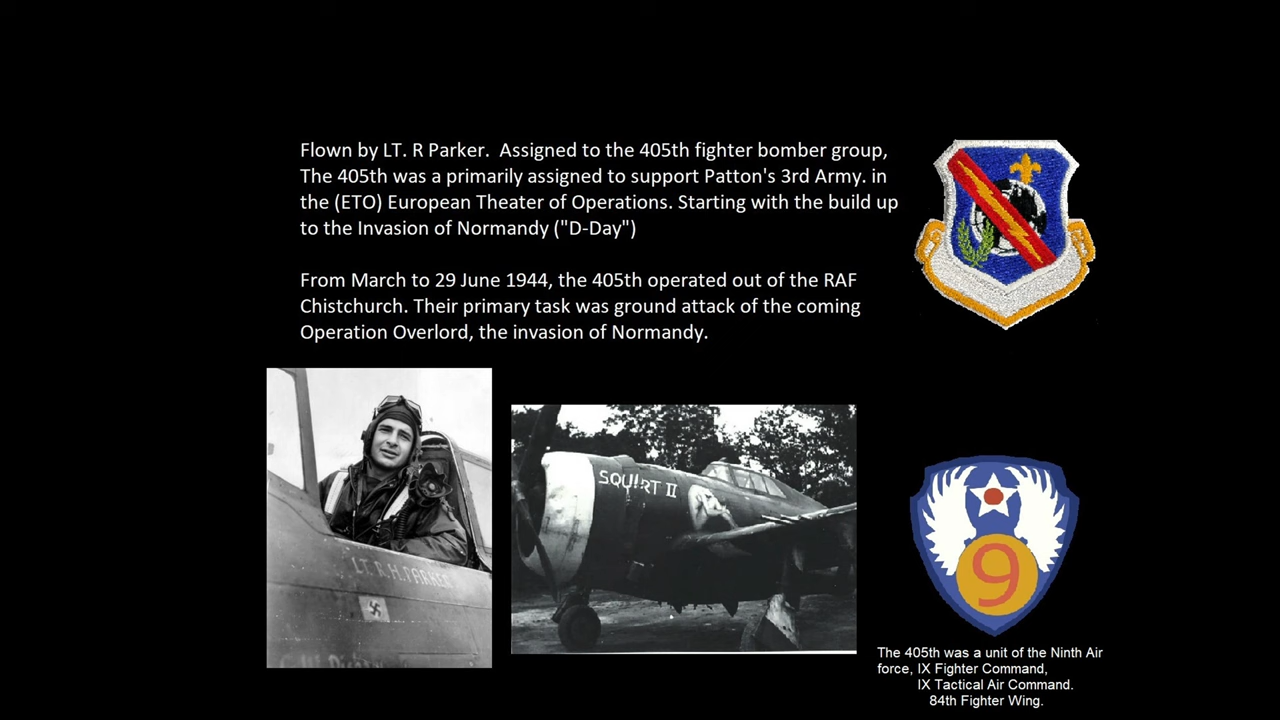 Flown by LT. R Parker.  Assigned to the 405th fighter bomber group,
The 405th was a primarily assigned to support Patton's 3rd Army. in
the (ETO) European Theater of Operations. Starting with the build up
to the Invasion of Normandy ("D-Day")
From March to 29 June 1944, the 405th operated out of the RAF
Chistchurch. Their primary task was ground attack of the coming
Operation Overlord, the invasion of Normandy.
LT. R.H. PARKER
SQUIRT II
9
The 405th was a unit of the Ninth Air
force, IX Fighter Command,
IX Tactical Air Command.
84th Fighter Wing.